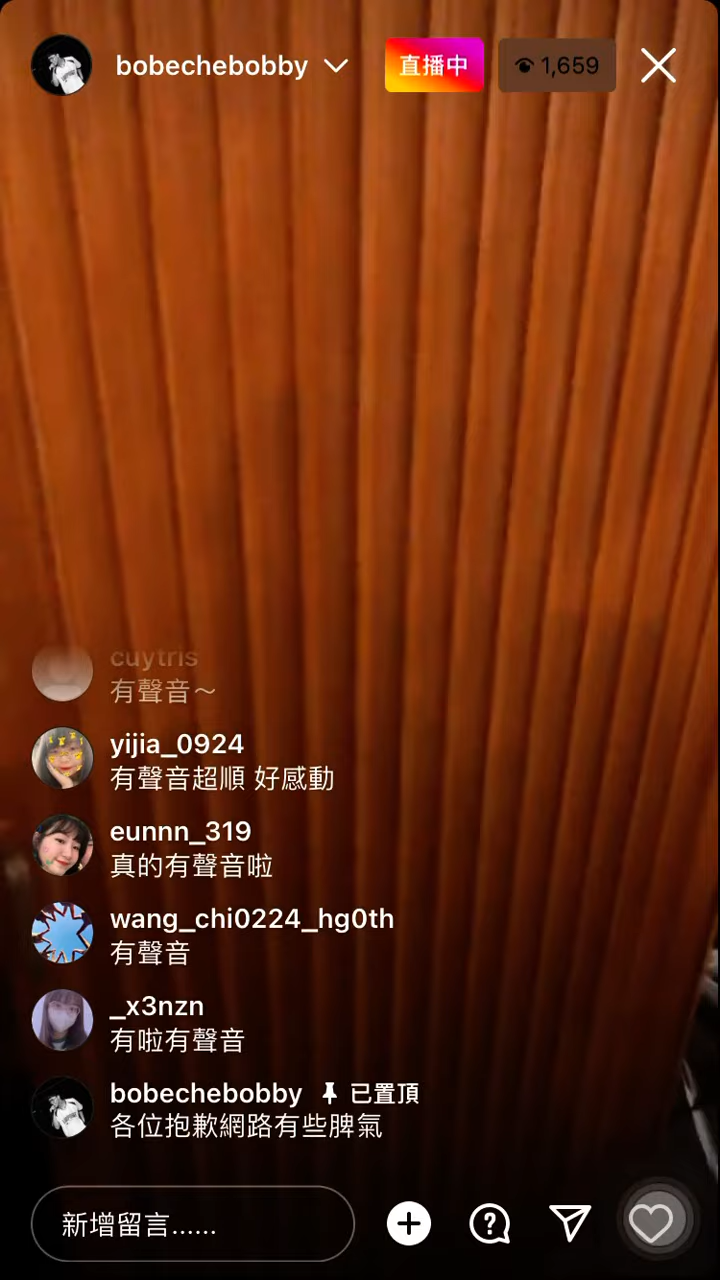 bobechebobby
直播中
1,659
cuytris
有聲音～
yijia_0924
有聲音超順 好感動
eunnn_319
真的有聲音啦
wang_chi0224_hg0th
有聲音
_x3nzn
有啦有聲音
bobechebobby 已置頂
各位抱歉網路有些脾氣
新增留言......